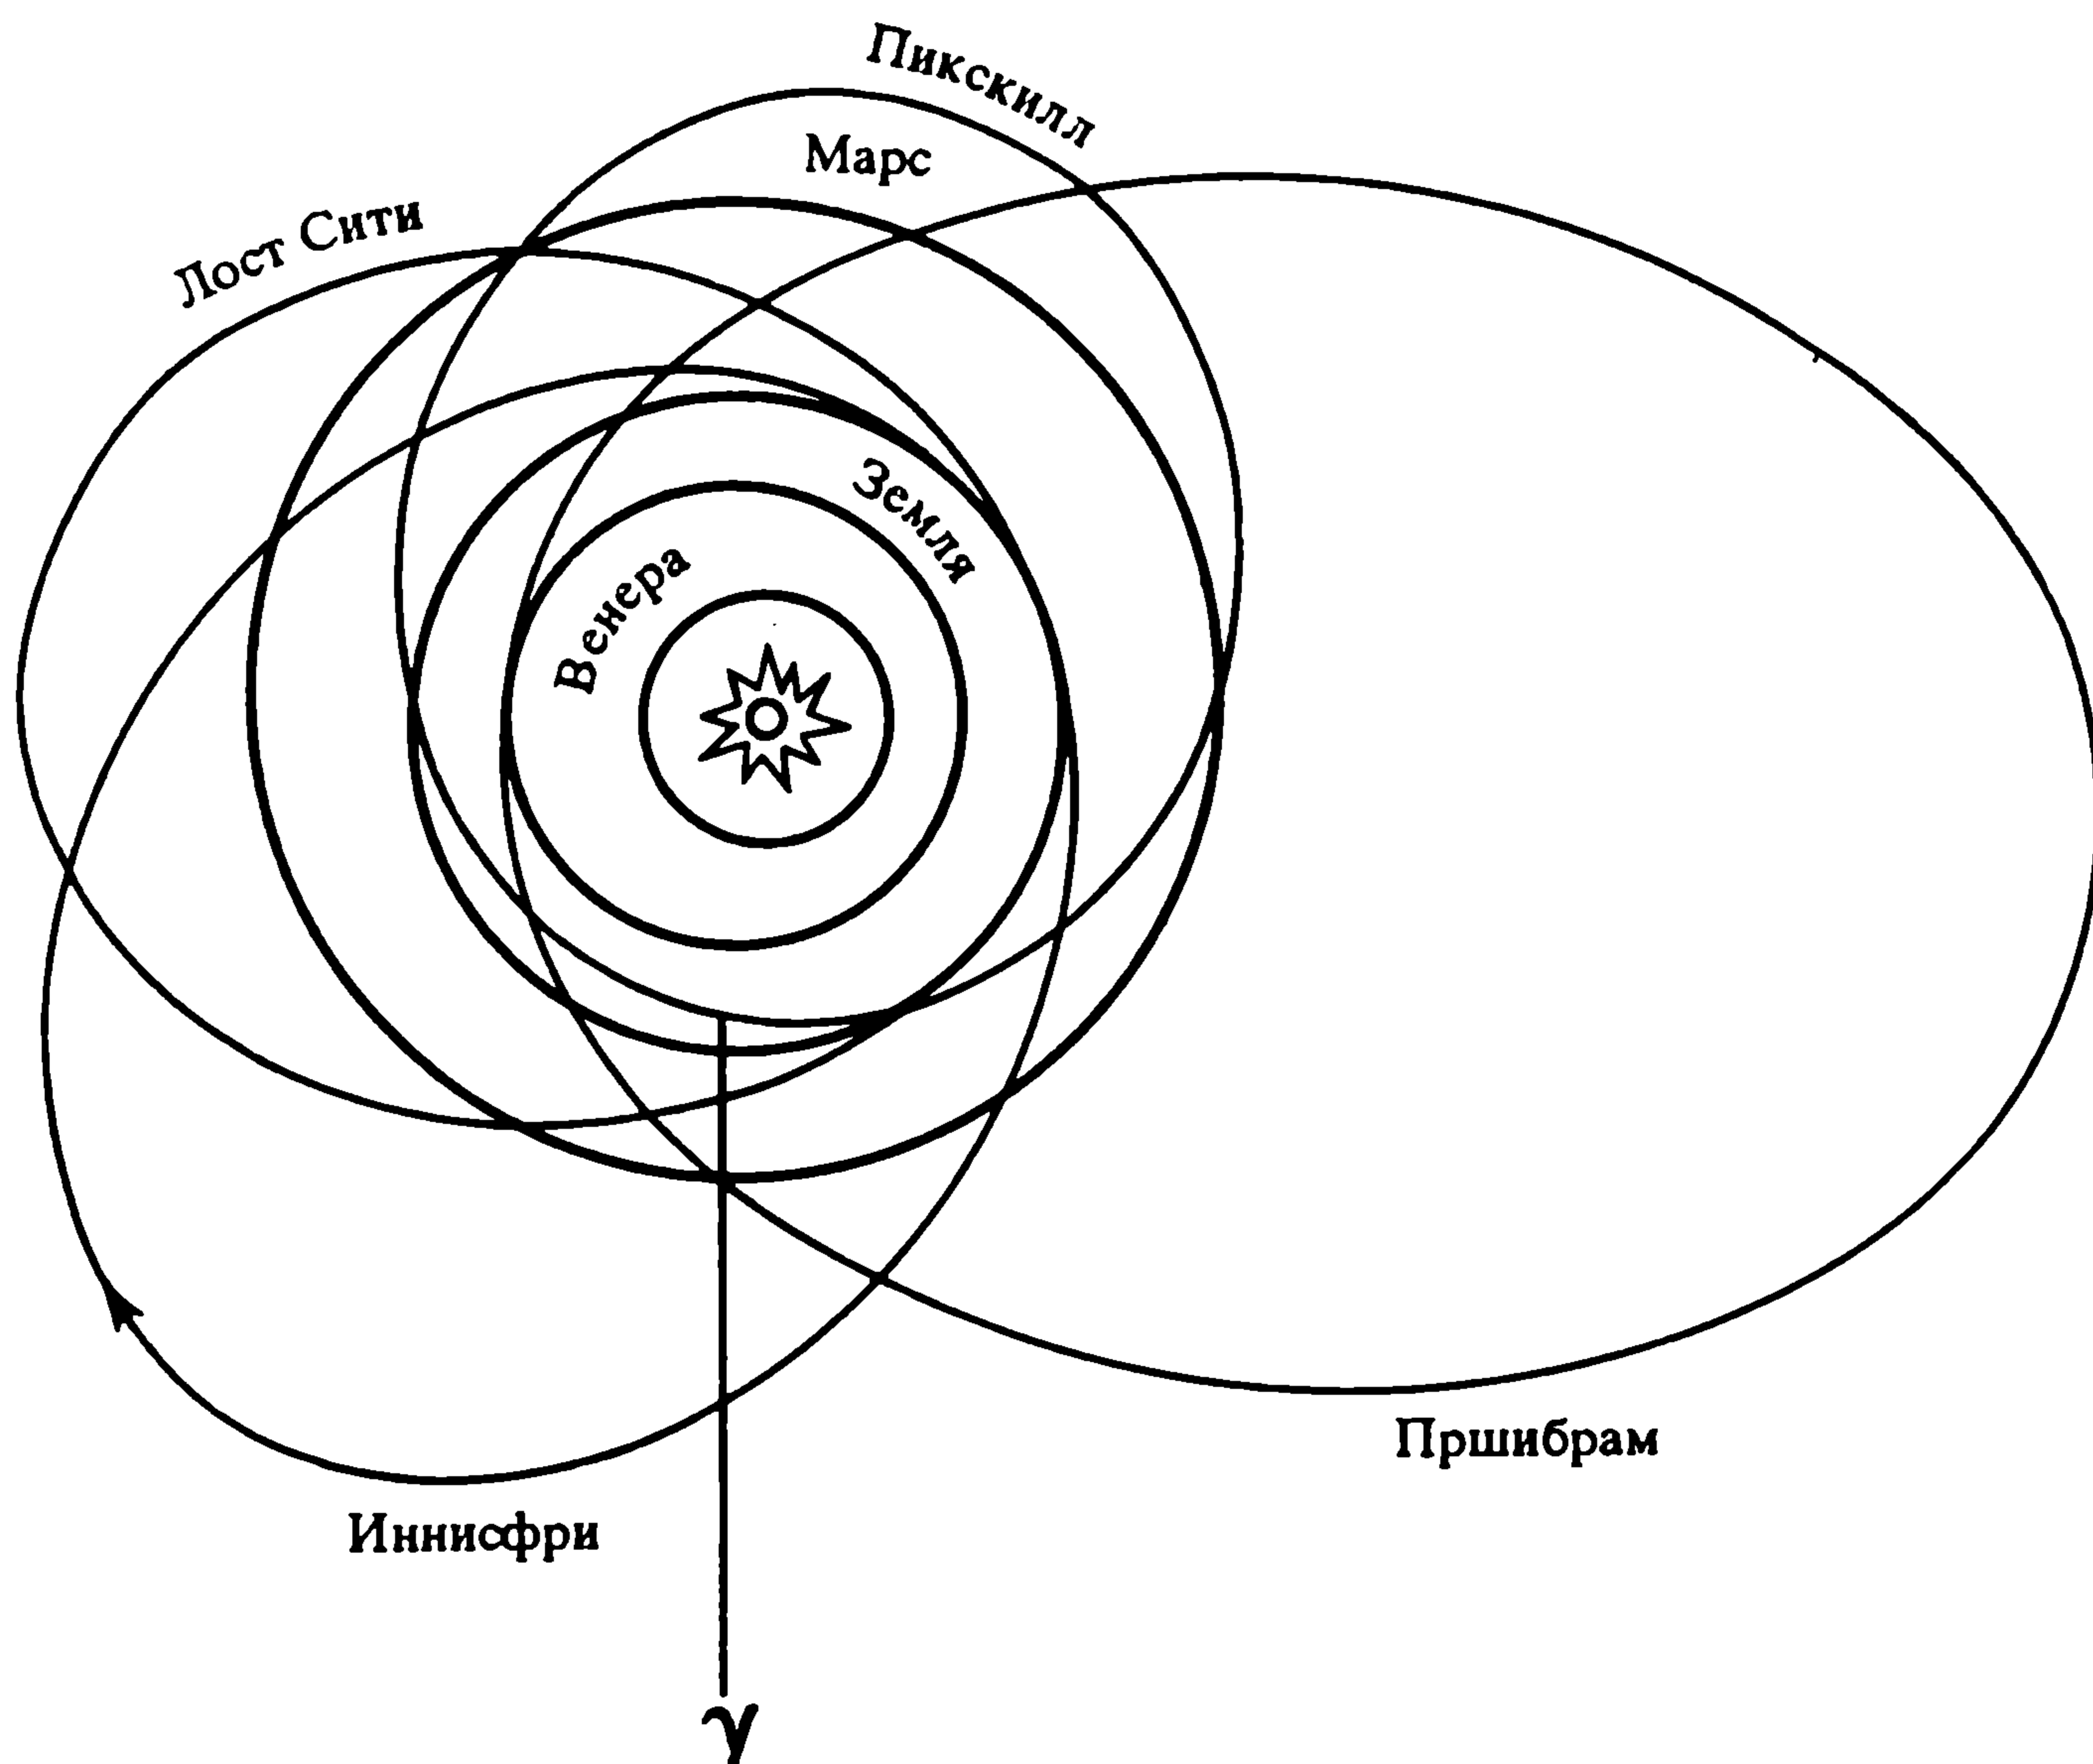 Пикскилл
Марс
Лост Сити
Земля
Венера
Пршибрам
Иннисфри
γ